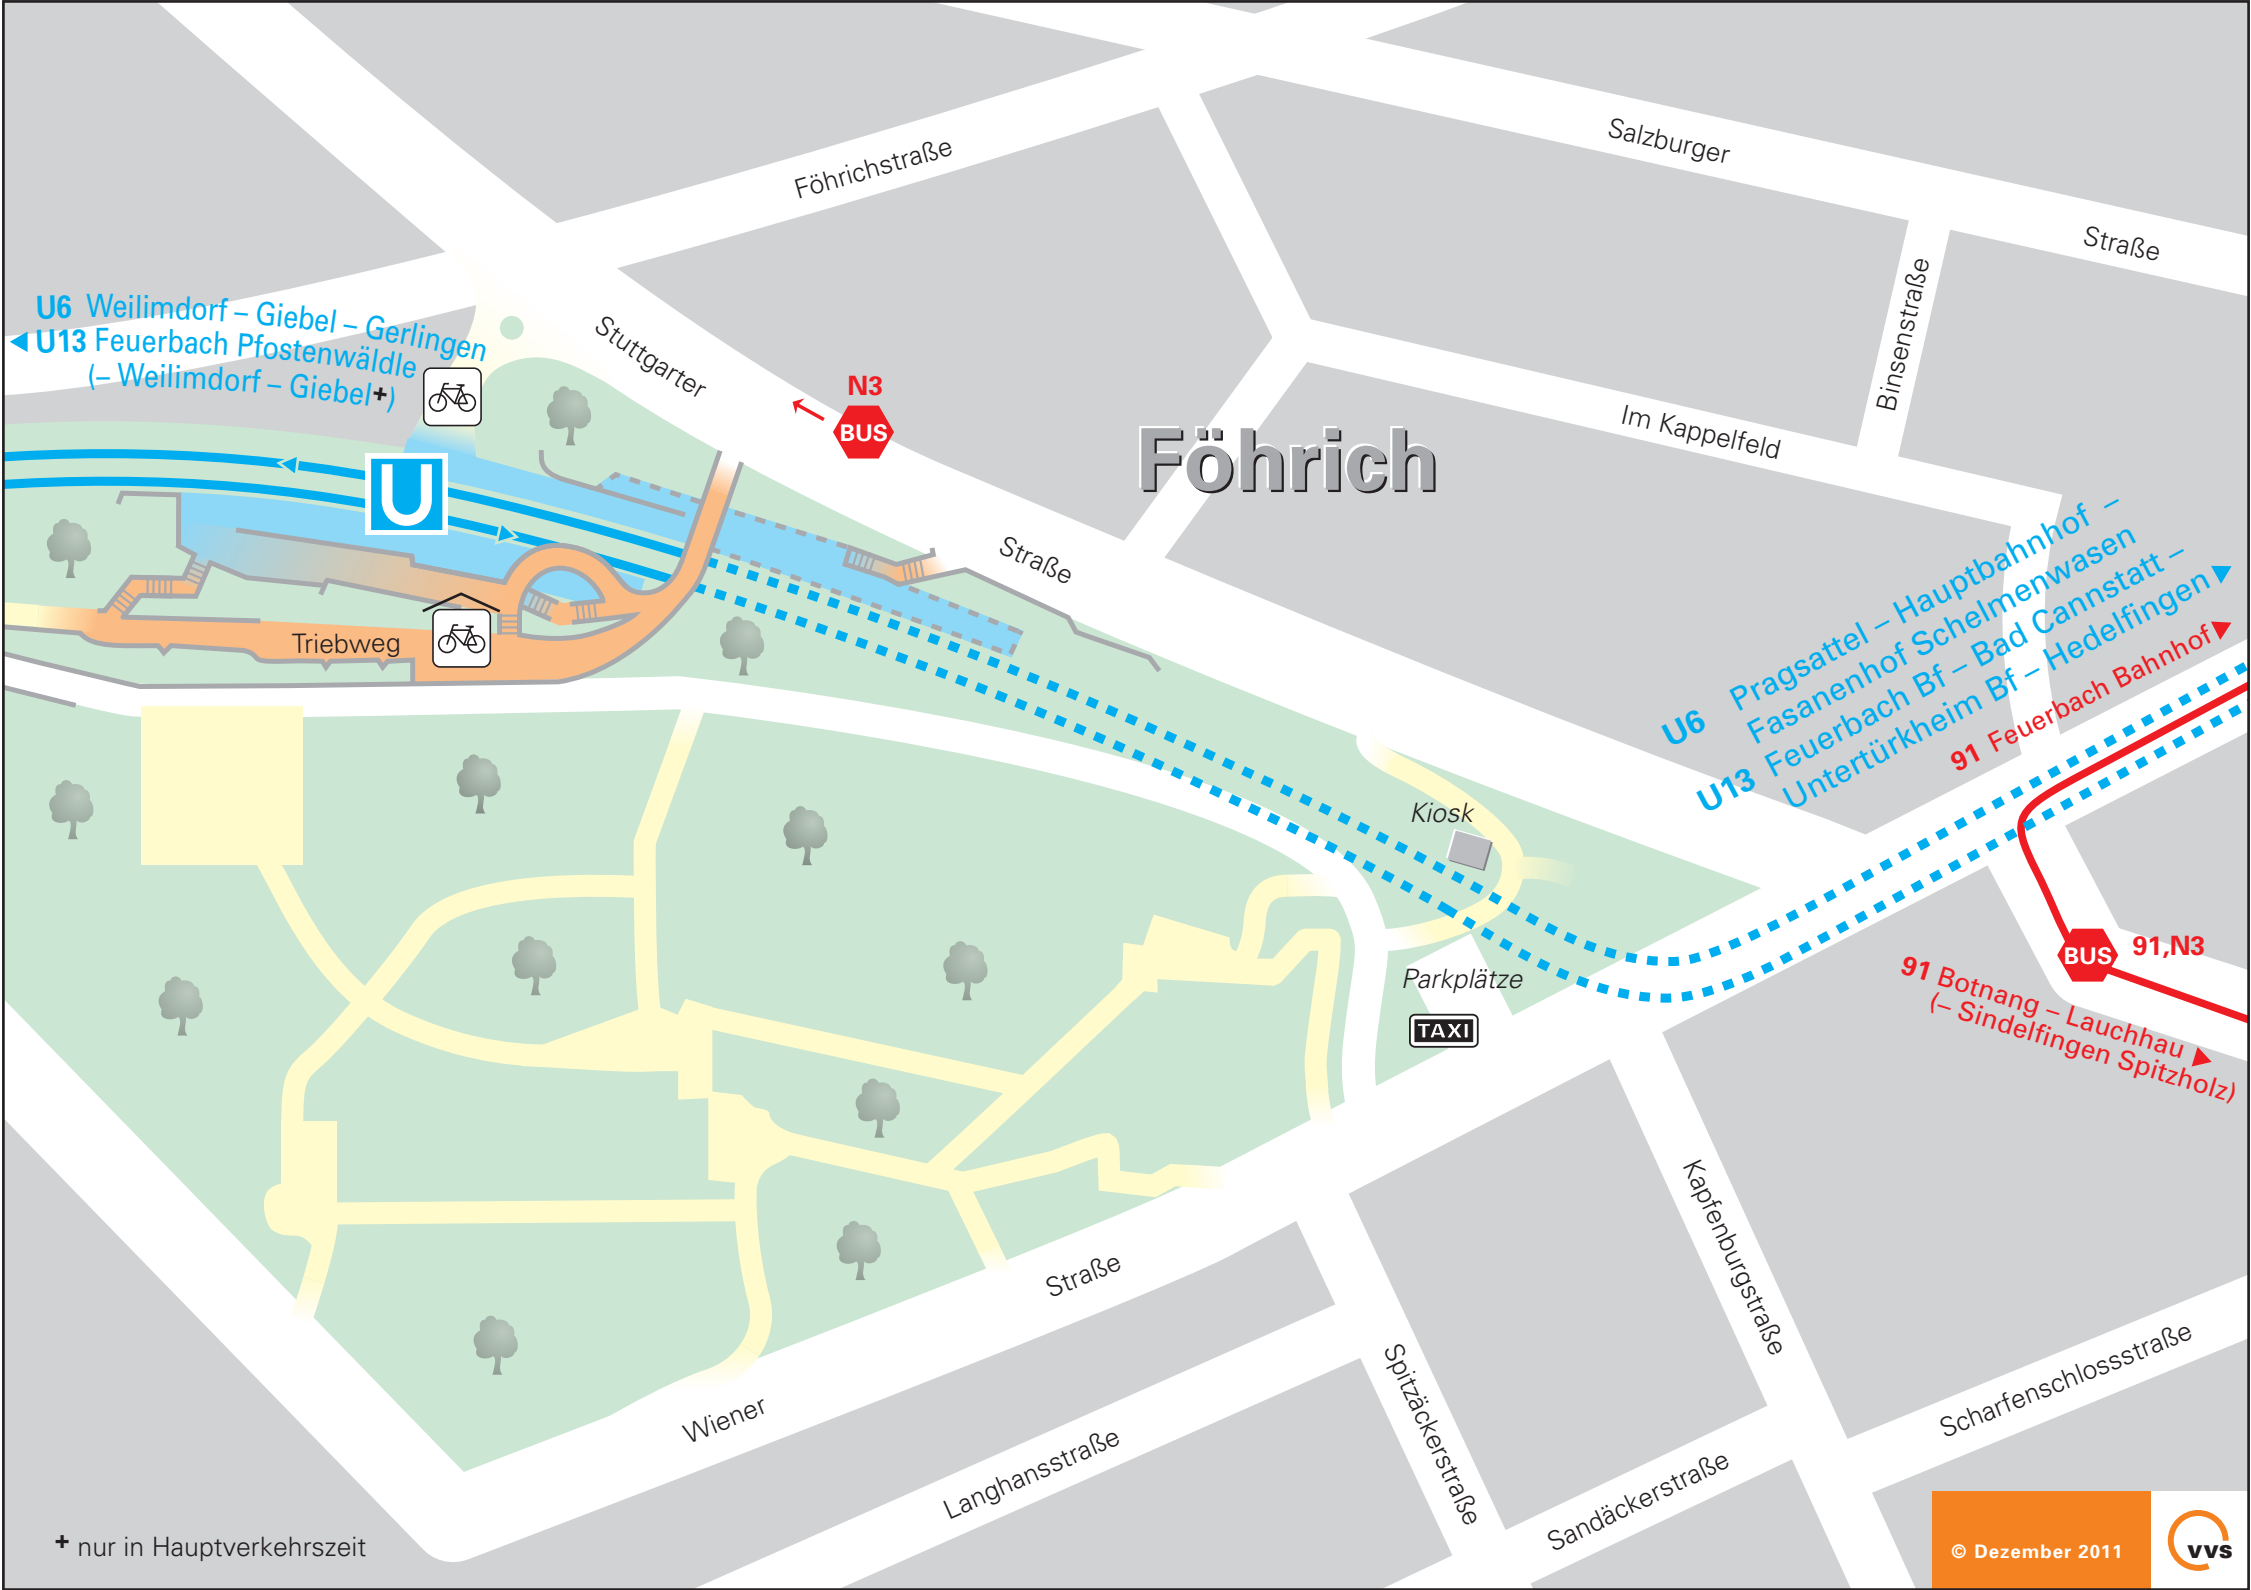 Föhrichstraße
Salzburger
Straße
Binsenstraße
Im Kappelfeld
U6 Weilimdorf – Giebel – Gerlingen
U13 Feuerbach Pfostenwäldle
(– Weilimdorf – Giebel+)
Stuttgarter
Straße
N3
BUS
Föhrich
U
Triebweg
U6 Pragsattel – Hauptbahnhof –
Fasanenhof Schelmenwasen
U13 Feuerbach Bf – Bad Cannstatt –
Untertürkheim Bf – Hedelfingen
91 Feuerbach Bahnhof
Kiosk
Parkplätze
TAXI
BUS
91,N3
91 Botnang – Lauchhau
(– Sindelfingen Spitzholz)
Kapfenburgstraße
Wiener
Straße
Spitzäckerstraße
Langhansstraße
Sandäckerstraße
Scharfenschlossstraße
+ nur in Hauptverkehrszeit
© Dezember 2011
vvs